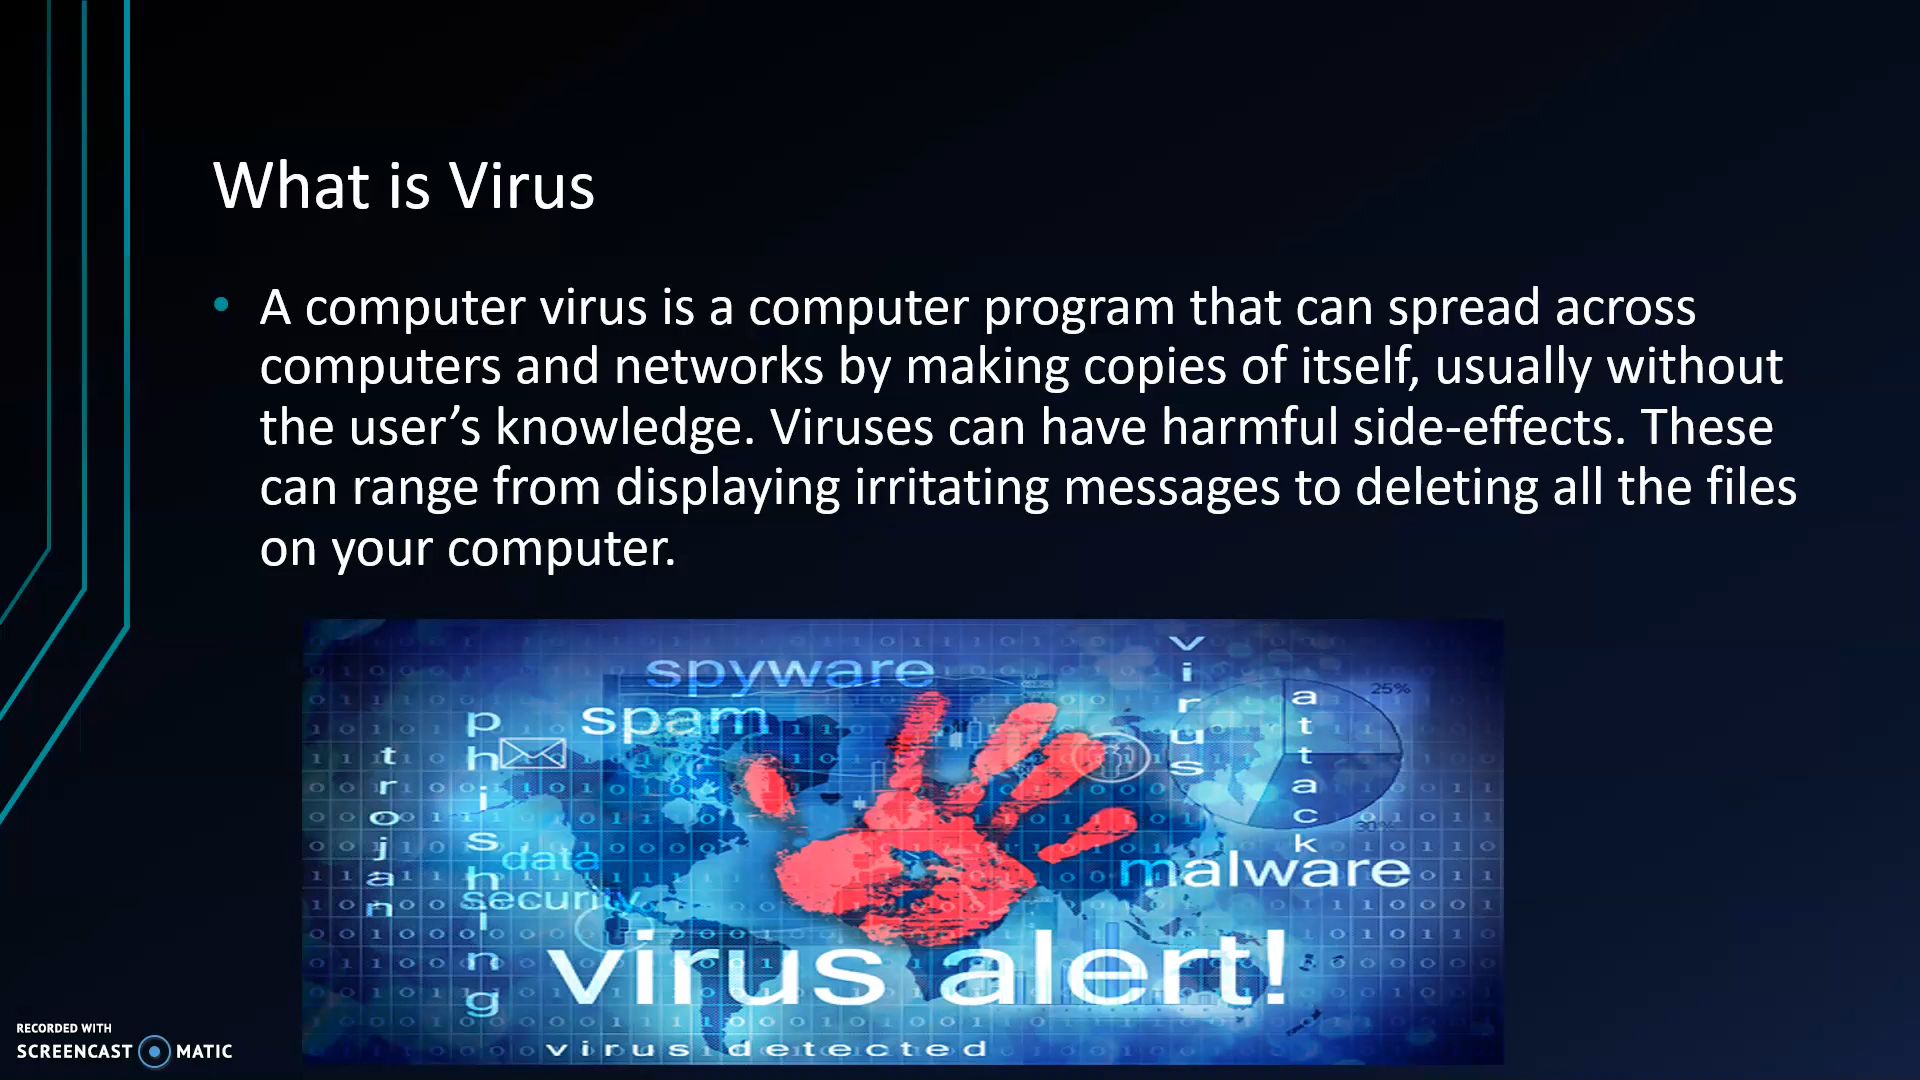 What is Virus
• A computer virus is a computer program that can spread across
computers and networks by making copies of itself, usually without
the user’s knowledge. Viruses can have harmful side-effects. These
can range from displaying irritating messages to deleting all the files
on your computer.
spyware
spam
virus
attack
25%
30%
phishing
trojan
data
security
malware
virus alert!
virus detected
RECORDED WITH
SCREENCAST MATIC